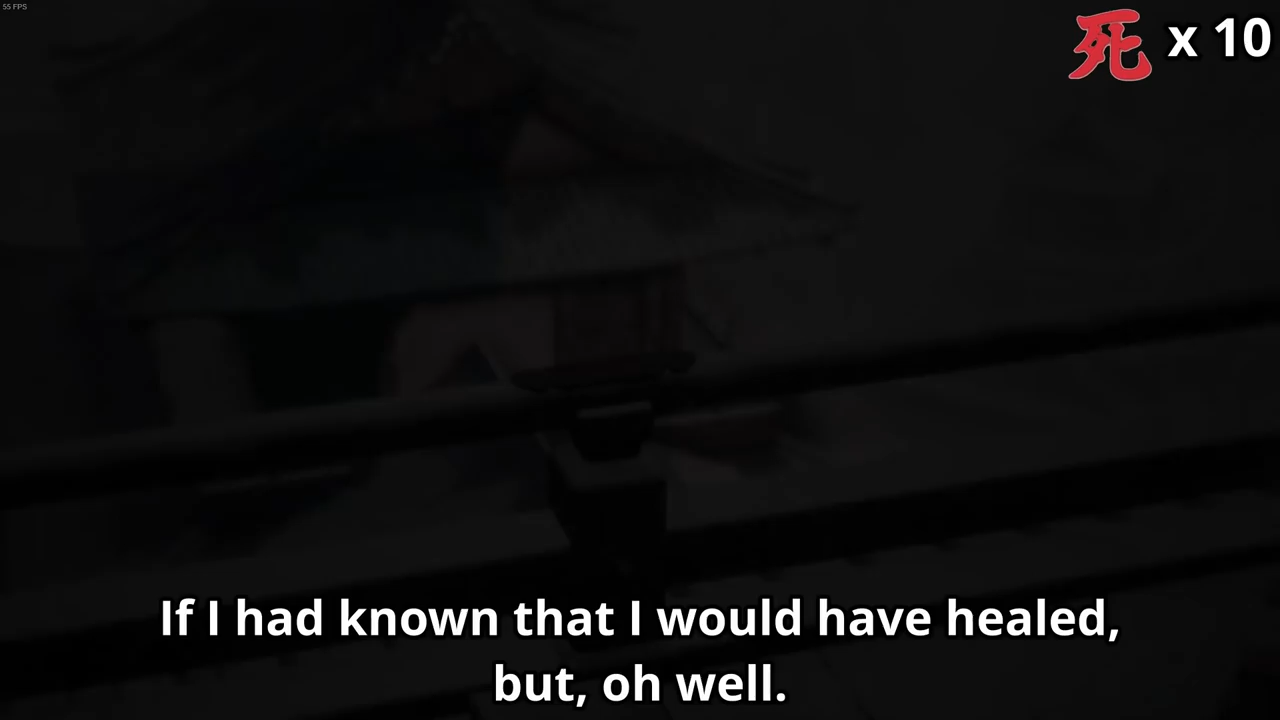 55 FPS
死 x 10
If I had known that I would have healed,
but, oh well.